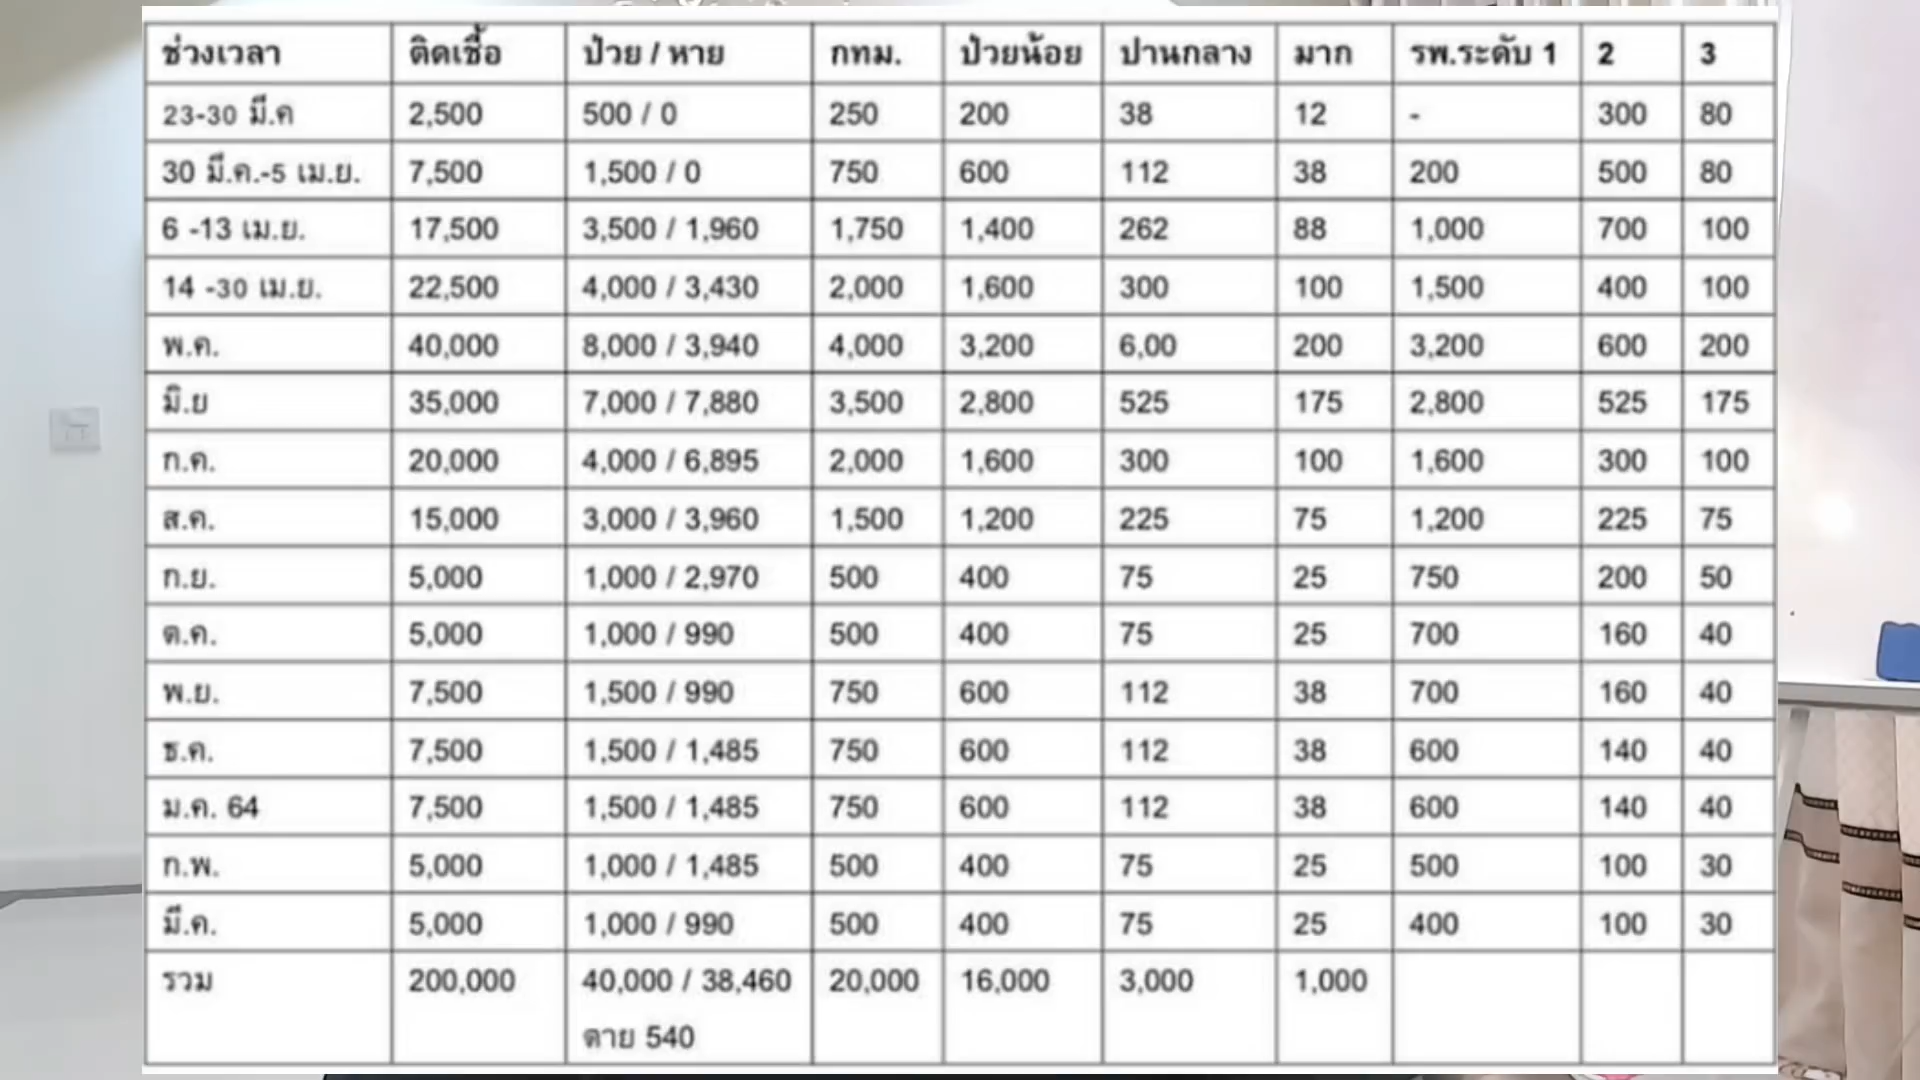 ช่วงเวลา ติดเชื้อ ป่วย / หาย กทม. ป่วยน้อย ปานกลาง มาก รพ.ระดับ 1 2 3
23-30 มี.ค 2,500 500 / 0 250 200 38 12 - 300 80
30 มี.ค.-5 เม.ย. 7,500 1,500 / 0 750 600 112 38 200 500 80
6 -13 เม.ย. 17,500 3,500 / 1,960 1,750 1,400 262 88 1,000 700 100
14 -30 เม.ย. 22,500 4,000 / 3,430 2,000 1,600 300 100 1,500 400 100
พ.ค. 40,000 8,000 / 3,940 4,000 3,200 6,00 200 3,200 600 200
มิ.ย 35,000 7,000 / 7,880 3,500 2,800 525 175 2,800 525 175
ก.ค. 20,000 4,000 / 6,895 2,000 1,600 300 100 1,600 300 100
ส.ค. 15,000 3,000 / 3,960 1,500 1,200 225 75 1,200 225 75
ก.ย. 5,000 1,000 / 2,970 500 400 75 25 750 200 50
ต.ค. 5,000 1,000 / 990 500 400 75 25 700 160 40
พ.ย. 7,500 1,500 / 990 750 600 112 38 700 160 40
ธ.ค. 7,500 1,500 / 1,485 750 600 112 38 600 140 40
ม.ค. 64 7,500 1,500 / 1,485 750 600 112 38 600 140 40
ก.พ. 5,000 1,000 / 1,485 500 400 75 25 500 100 30
มี.ค. 5,000 1,000 / 990 500 400 75 25 400 100 30
รวม 200,000 40,000 / 38,460 20,000 16,000 3,000 1,000
ตาย 540